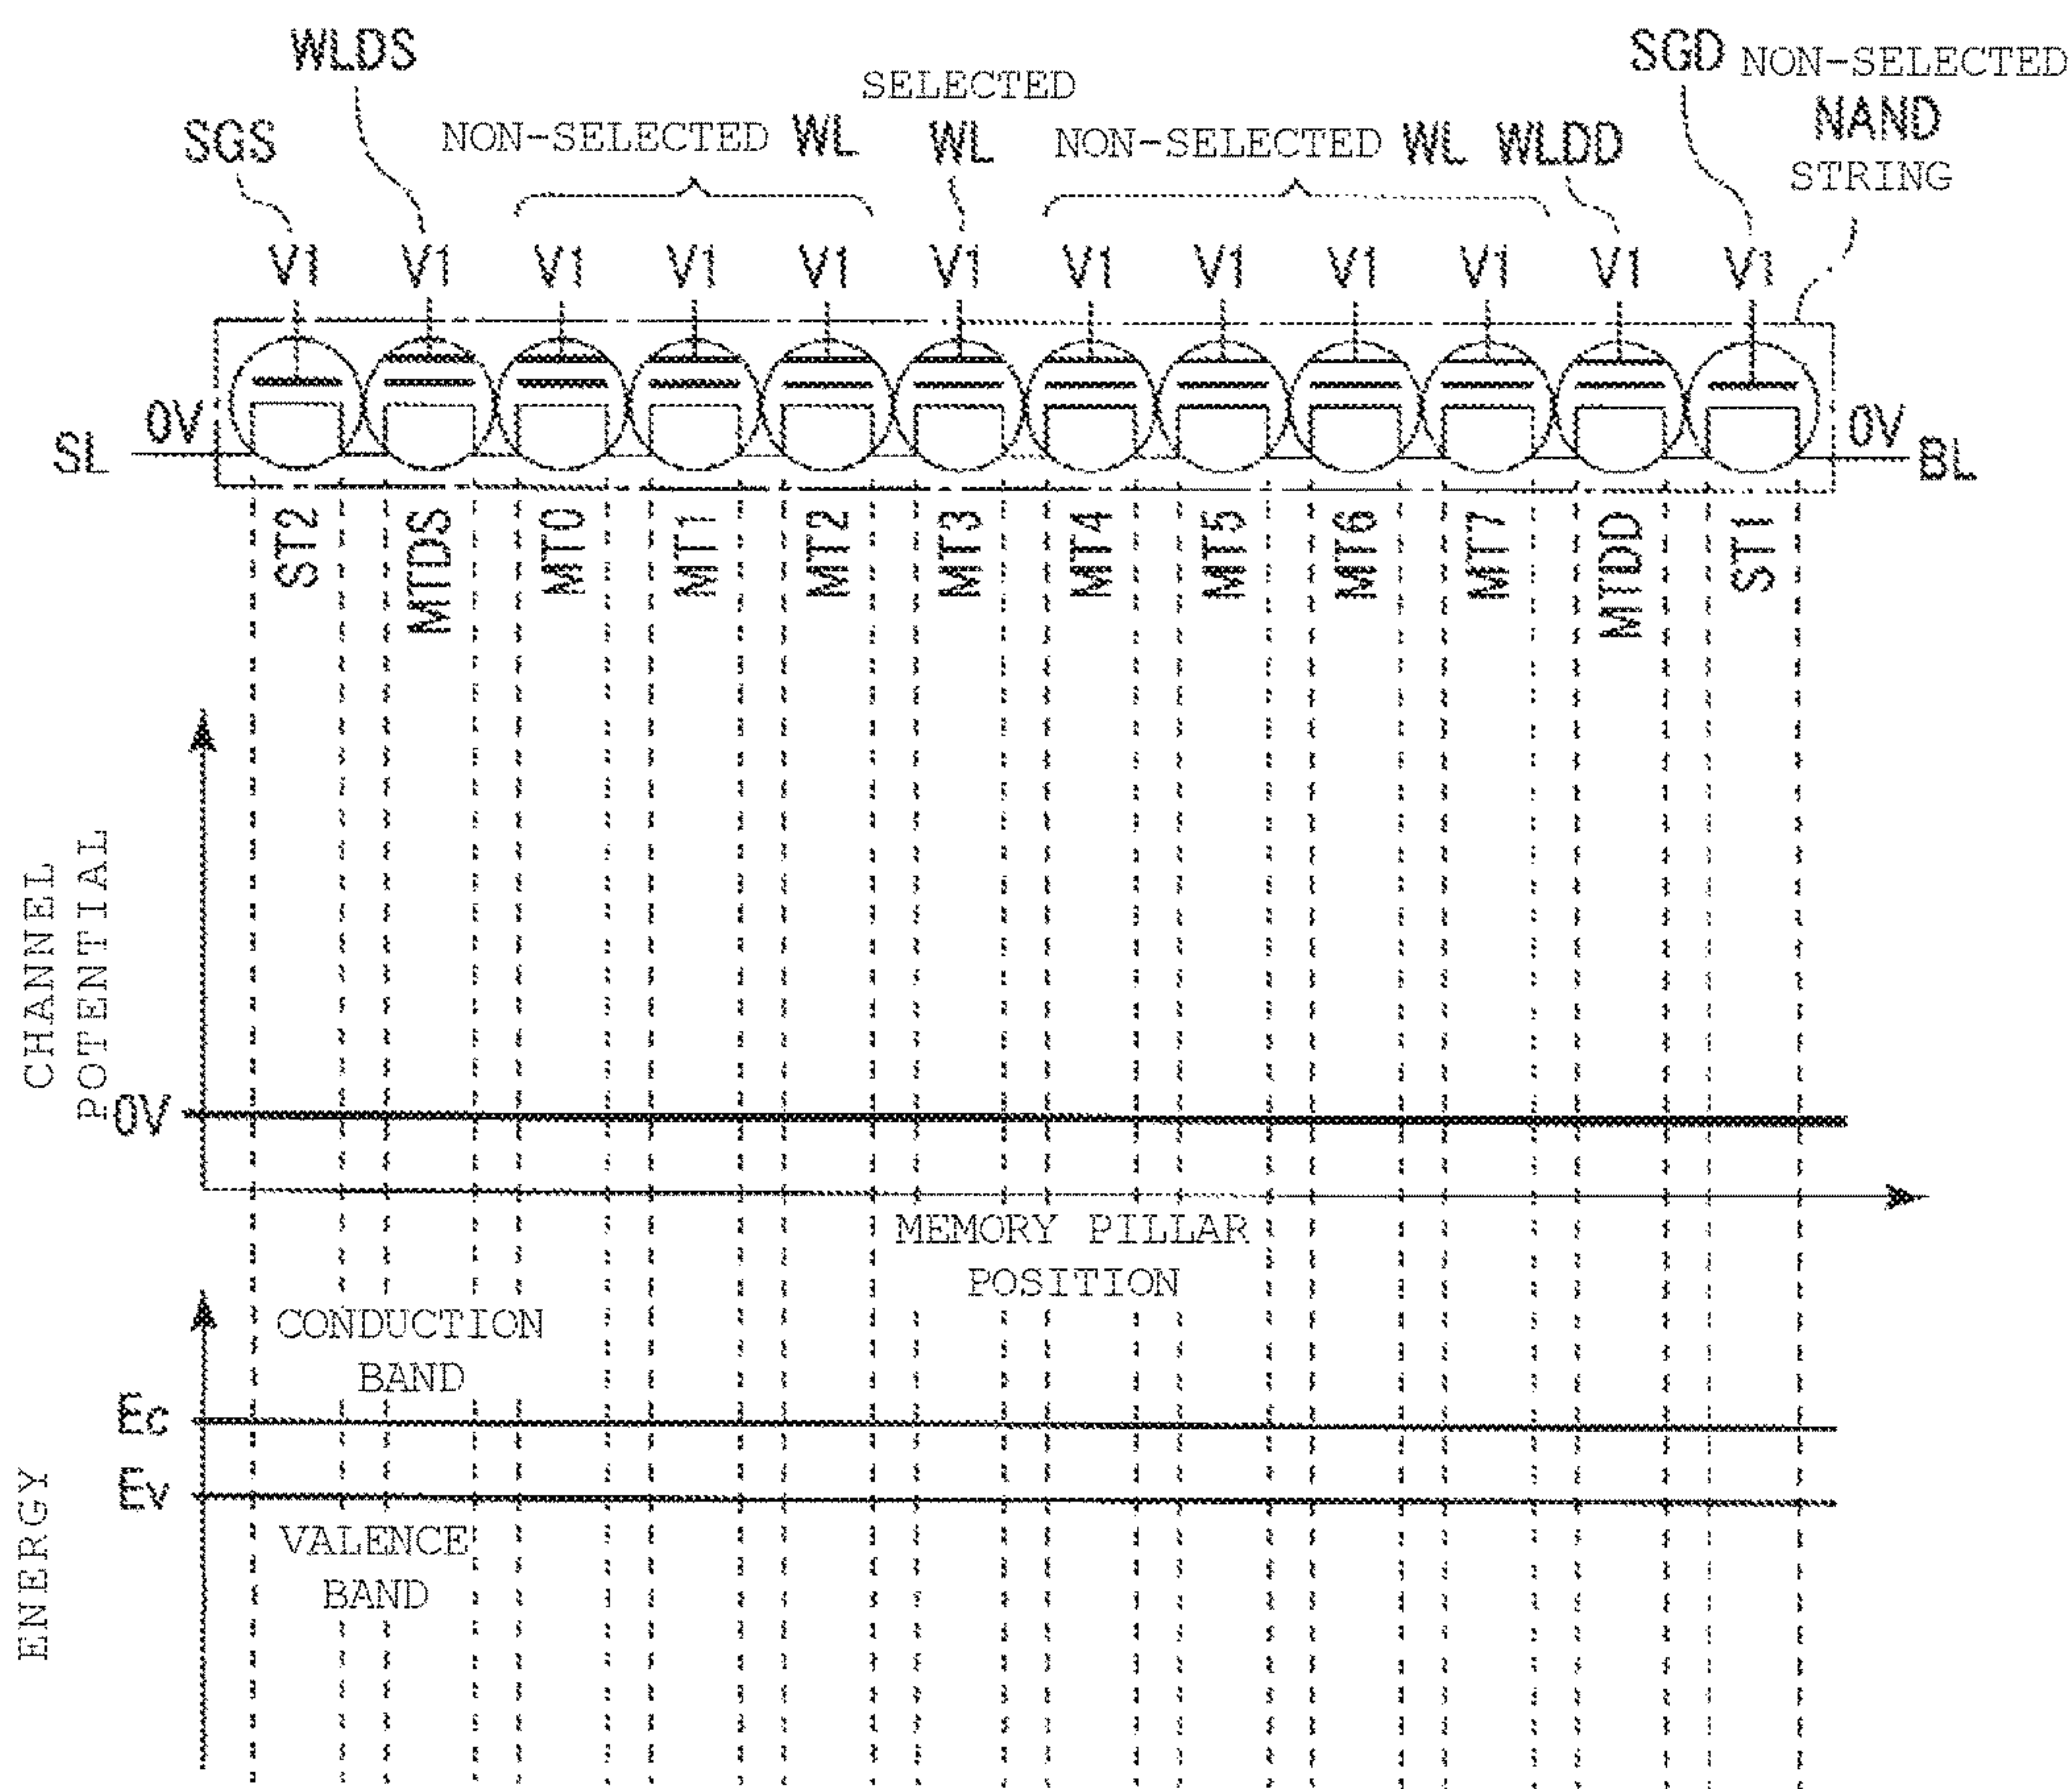 WLDS
SGD NON-SELECTED
NAND
STRING
SELECTED
SGS NON-SELECTED WL WL NON-SELECTED WL WLDD
V1 V1 V1 V1 V1 V1 V1 V1 V1 V1 V1 V1
SL 0V 0V BL
ST2 MTDS MT0 MT1 MT2 MT3 MT4 MT5 MT6 MT7 MTDD ST1
CHANNEL
POTENTIAL
0V
MEMORY PILLAR
POSITION
CONDUCTION
BAND
Ec
Ev
VALENCE
BAND
ENERGY